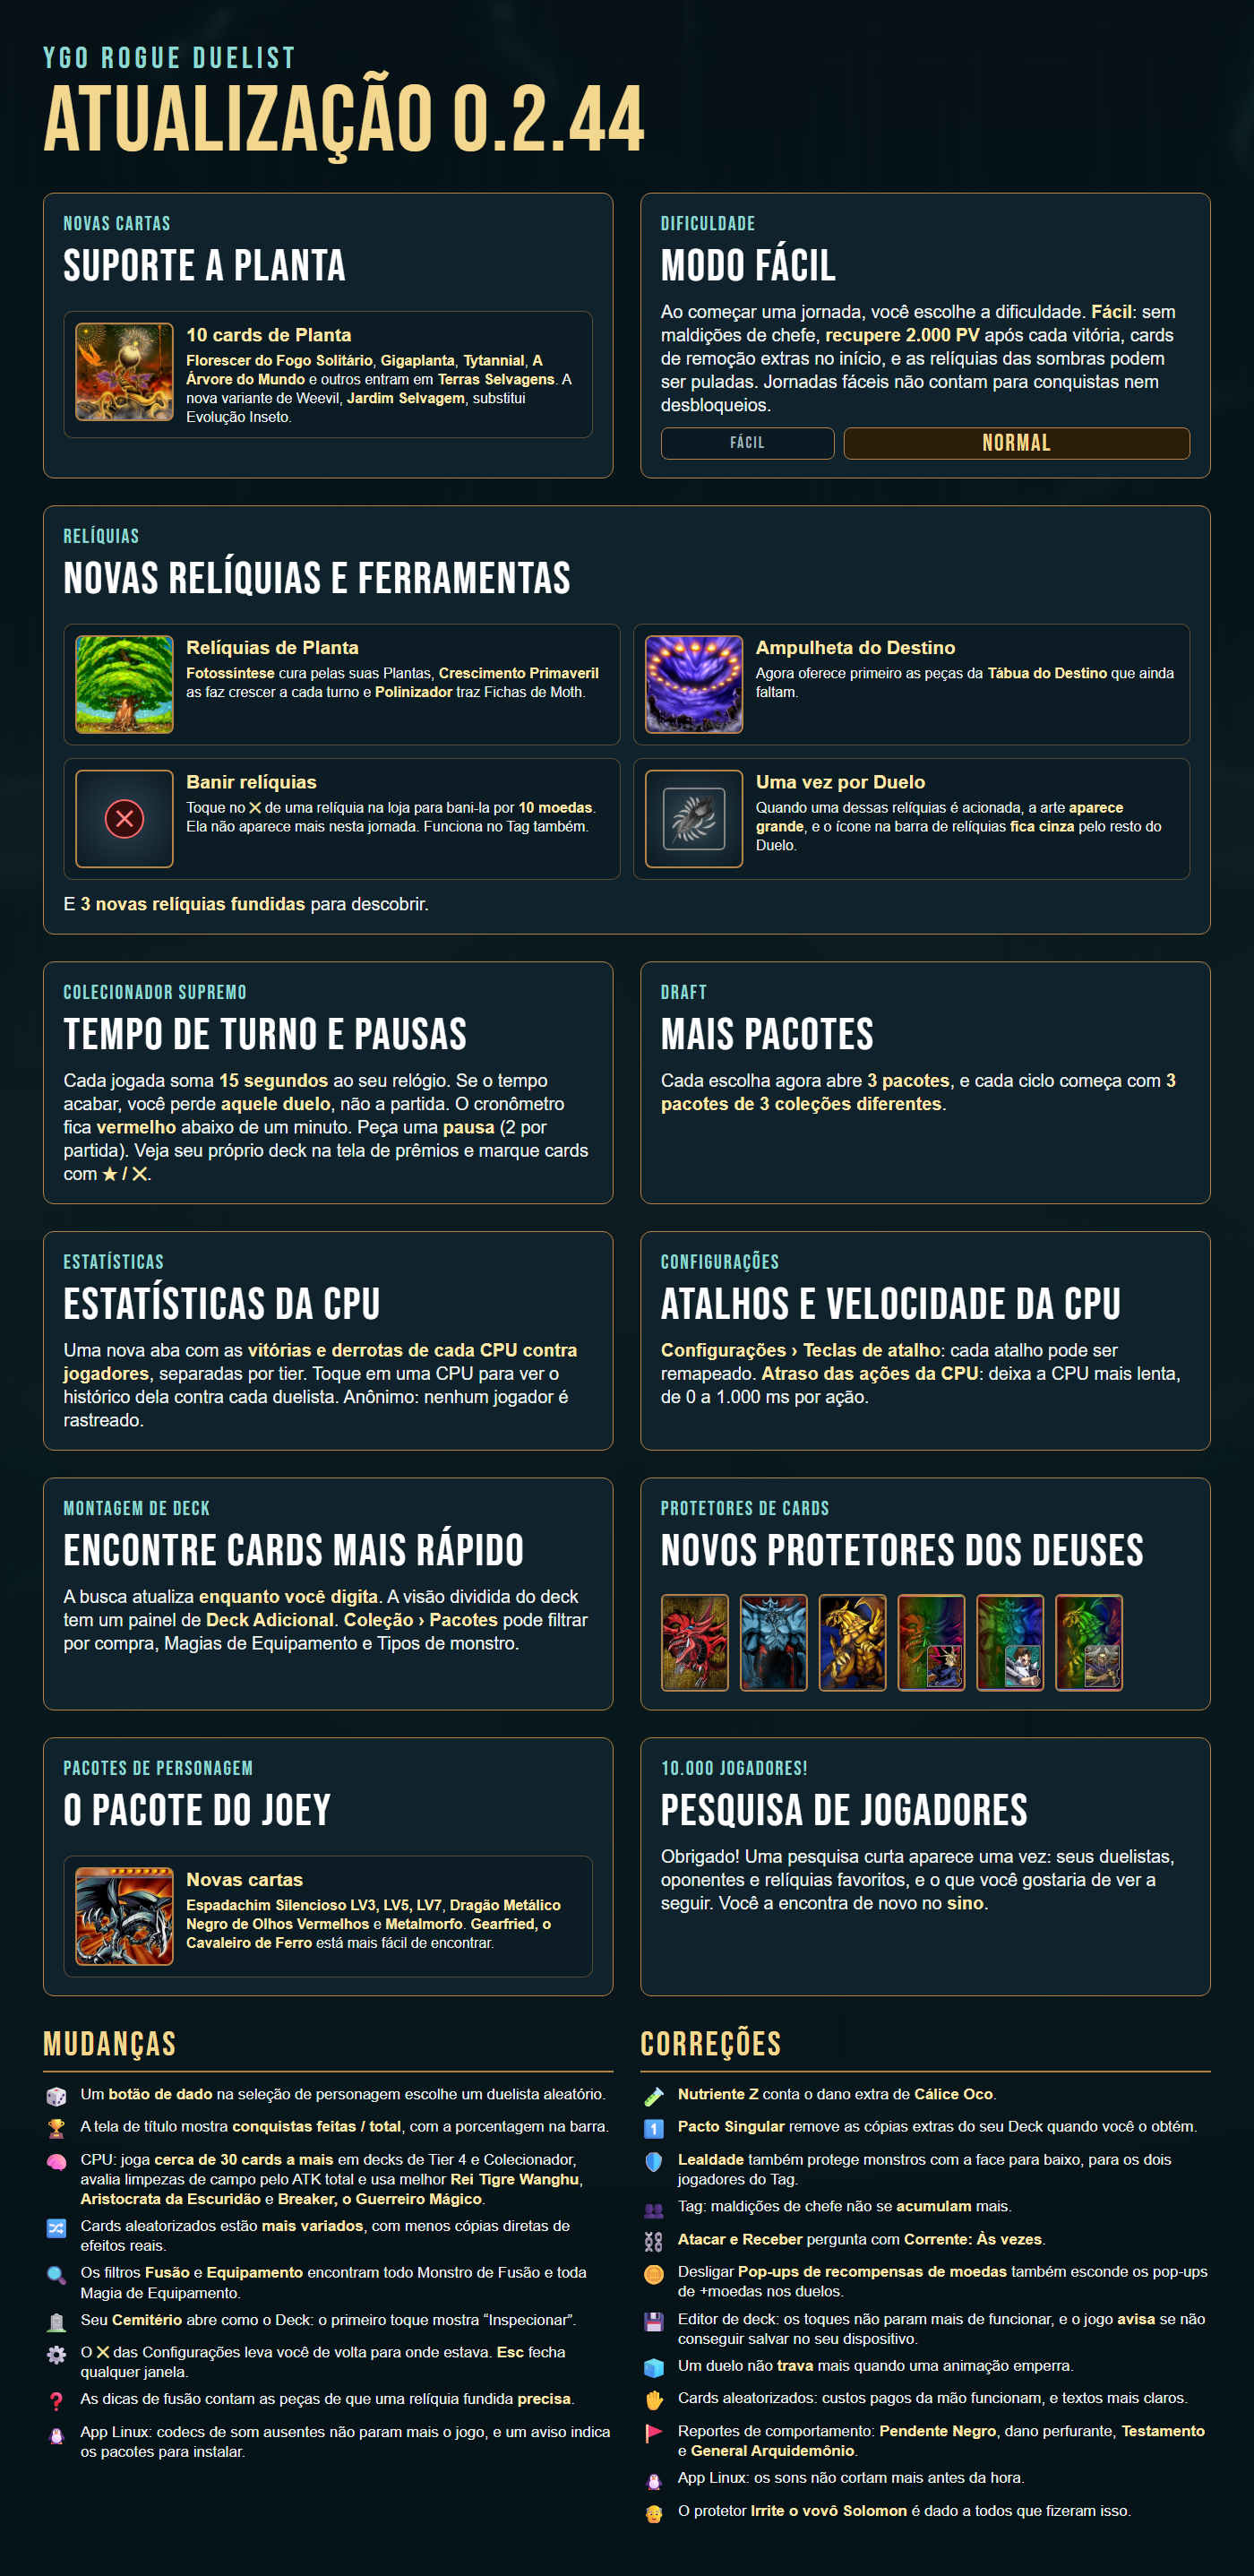 YGO ROGUE DUELIST
ATUALIZAÇÃO 0.2.44
NOVAS CARTAS
SUPORTE A PLANTA
10 cards de Planta
Florescer do Fogo Solitário, Gigaplanta, Tytannial, A
Árvore do Mundo e outros entram em Terras Selvagens. A
nova variante de Weevil, Jardim Selvagem, substitui
Evolução Inseto.
DIFICULDADE
MODO FÁCIL
Ao começar uma jornada, você escolhe a dificuldade. Fácil: sem
maldições de chefe, recupere 2.000 PV após cada vitória, cards
de remoção extras no início, e as relíquias das sombras podem
ser puladas. Jornadas fáceis não contam para conquistas nem
desbloqueios.
FÁCIL
NORMAL
RELÍQUIAS
NOVAS RELÍQUIAS E FERRAMENTAS
Relíquias de Planta
Fotossíntese cura pelas suas Plantas, Crescimento Primaveril
as faz crescer a cada turno e Polinizador traz Fichas de Moth.
Ampulheta do Destino
Agora oferece primeiro as peças da Tábua do Destino que ainda
faltam.
Banir relíquias
Toque no ✕ de uma relíquia na loja para bani-la por 10 moedas.
Ela não aparece mais nesta jornada. Funciona no Tag também.
Uma vez por Duelo
Quando uma dessas relíquias é acionada, a arte aparece
grande, e o ícone na barra de relíquias fica cinza pelo resto do
Duelo.
E 3 novas relíquias fundidas para descobrir.
COLECIONADOR SUPREMO
TEMPO DE TURNO E PAUSAS
Cada jogada soma 15 segundos ao seu relógio. Se o tempo
acabar, você perde aquele duelo, não a partida. O cronômetro
fica vermelho abaixo de um minuto. Peça uma pausa (2 por
partida). Veja seu próprio deck na tela de prêmios e marque cards
com ★ / ✕.
DRAFT
MAIS PACOTES
Cada escolha agora abre 3 pacotes, e cada ciclo começa com 3
pacotes de 3 coleções diferentes.
ESTATÍSTICAS
ESTATÍSTICAS DA CPU
Uma nova aba com as vitórias e derrotas de cada CPU contra
jogadores, separadas por tier. Toque em uma CPU para ver o
histórico dela contra cada duelista. Anônimo: nenhum jogador é
rastreado.
CONFIGURAÇÕES
ATALHOS E VELOCIDADE DA CPU
Configurações › Teclas de atalho: cada atalho pode ser
remapeado. Atraso das ações da CPU: deixa a CPU mais lenta,
de 0 a 1.000 ms por ação.
MONTAGEM DE DECK
ENCONTRE CARDS MAIS RÁPIDO
A busca atualiza enquanto você digita. A visão dividida do deck
tem um painel de Deck Adicional. Coleção › Pacotes pode filtrar
por compra, Magias de Equipamento e Tipos de monstro.
PROTETORES DE CARDS
NOVOS PROTETORES DOS DEUSES
PACOTES DE PERSONAGEM
O PACOTE DO JOEY
Novas cartas
Espadachim Silencioso LV3, LV5, LV7, Dragão Metálico
Negro de Olhos Vermelhos e Metalmorfo. Gearfried, o
Cavaleiro de Ferro está mais fácil de encontrar.
10.000 JOGADORES!
PESQUISA DE JOGADORES
Obrigado! Uma pesquisa curta aparece uma vez: seus duelistas,
oponentes e relíquias favoritos, e o que você gostaria de ver a
seguir. Você a encontra de novo no sino.
MUDANÇAS
Um botão de dado na seleção de personagem escolhe um duelista aleatório.
A tela de título mostra conquistas feitas / total, com a porcentagem na barra.
CPU: joga cerca de 30 cards a mais em decks de Tier 4 e Colecionador,
avalia limpezas de campo pelo ATK total e usa melhor Rei Tigre Wanghu,
Aristocrata da Escuridão e Breaker, o Guerreiro Mágico.
Cards aleatorizados estão mais variados, com menos cópias diretas de
efeitos reais.
Os filtros Fusão e Equipamento encontram todo Monstro de Fusão e toda
Magia de Equipamento.
Seu Cemitério abre como o Deck: o primeiro toque mostra “Inspecionar”.
O ✕ das Configurações leva você de volta para onde estava. Esc fecha
qualquer janela.
As dicas de fusão contam as peças de que uma relíquia fundida precisa.
App Linux: codecs de som ausentes não param mais o jogo, e um aviso indica
os pacotes para instalar.
CORREÇÕES
Nutriente Z conta o dano extra de Cálice Oco.
1
Pacto Singular remove as cópias extras do seu Deck quando você o obtém.
Lealdade também protege monstros com a face para baixo, para os dois
jogadores do Tag.
Tag: maldições de chefe não se acumulam mais.
Atacar e Receber pergunta com Corrente: Às vezes.
Desligar Pop-ups de recompensas de moedas também esconde os pop-ups
de +moedas nos duelos.
Editor de deck: os toques não param mais de funcionar, e o jogo avisa se não
conseguir salvar no seu dispositivo.
Um duelo não trava mais quando uma animação emperra.
Cards aleatorizados: custos pagos da mão funcionam, e textos mais claros.
Reportes de comportamento: Pendente Negro, dano perfurante, Testamento
e General Arquidemônio.
App Linux: os sons não cortam mais antes da hora.
O protetor Irrite o vovô Solomon é dado a todos que fizeram isso.